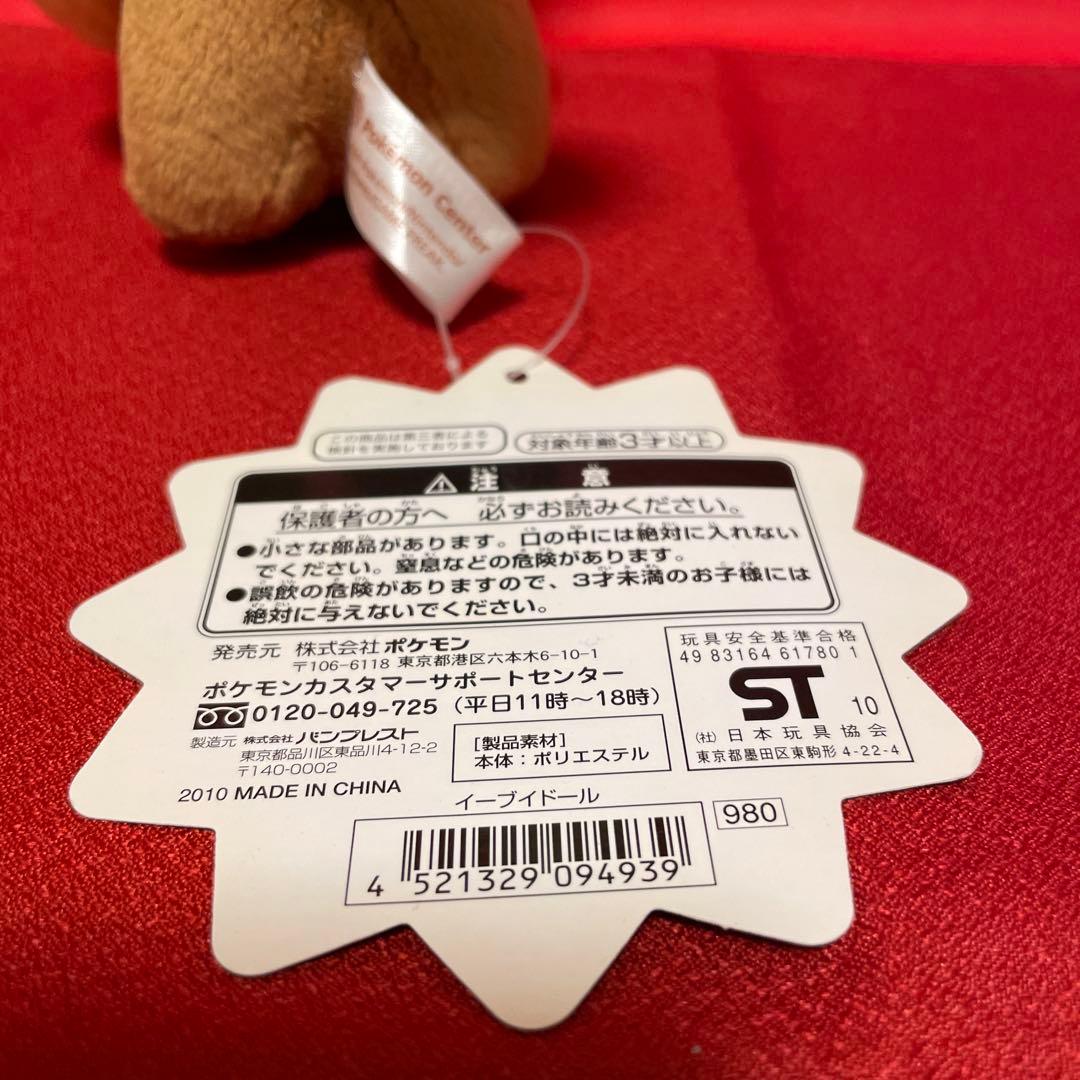 Pokémon Center
この商品は第三者による
検針を実施しております
対象年齢3才以上
注意
保護者の方へ 必ずお読みください。
●小さな部品があります。口の中には絶対に入れない
でください。窒息などの危険があります。
●誤飲の危険がありますので、3才未満のお子様には
絶対に与えないでください。
発売元 株式会社 ポケモン
〒106-6118 東京都港区六本木6-10-1
ポケモンカスタマーサポートセンター
0120-049-725 (平日11時〜18時)
製造元 株式会社 バンプレスト
東京都品川区東品川4-12-2
〒140-0002
2010 MADE IN CHINA
[製品素材]
本体：ポリエステル
玩具安全基準合格
49 83164 61780 1
ST 10
(社) 日本玩具協会
東京都墨田区東駒形 4-22-4
イーブイドール
980
4 521329 094939